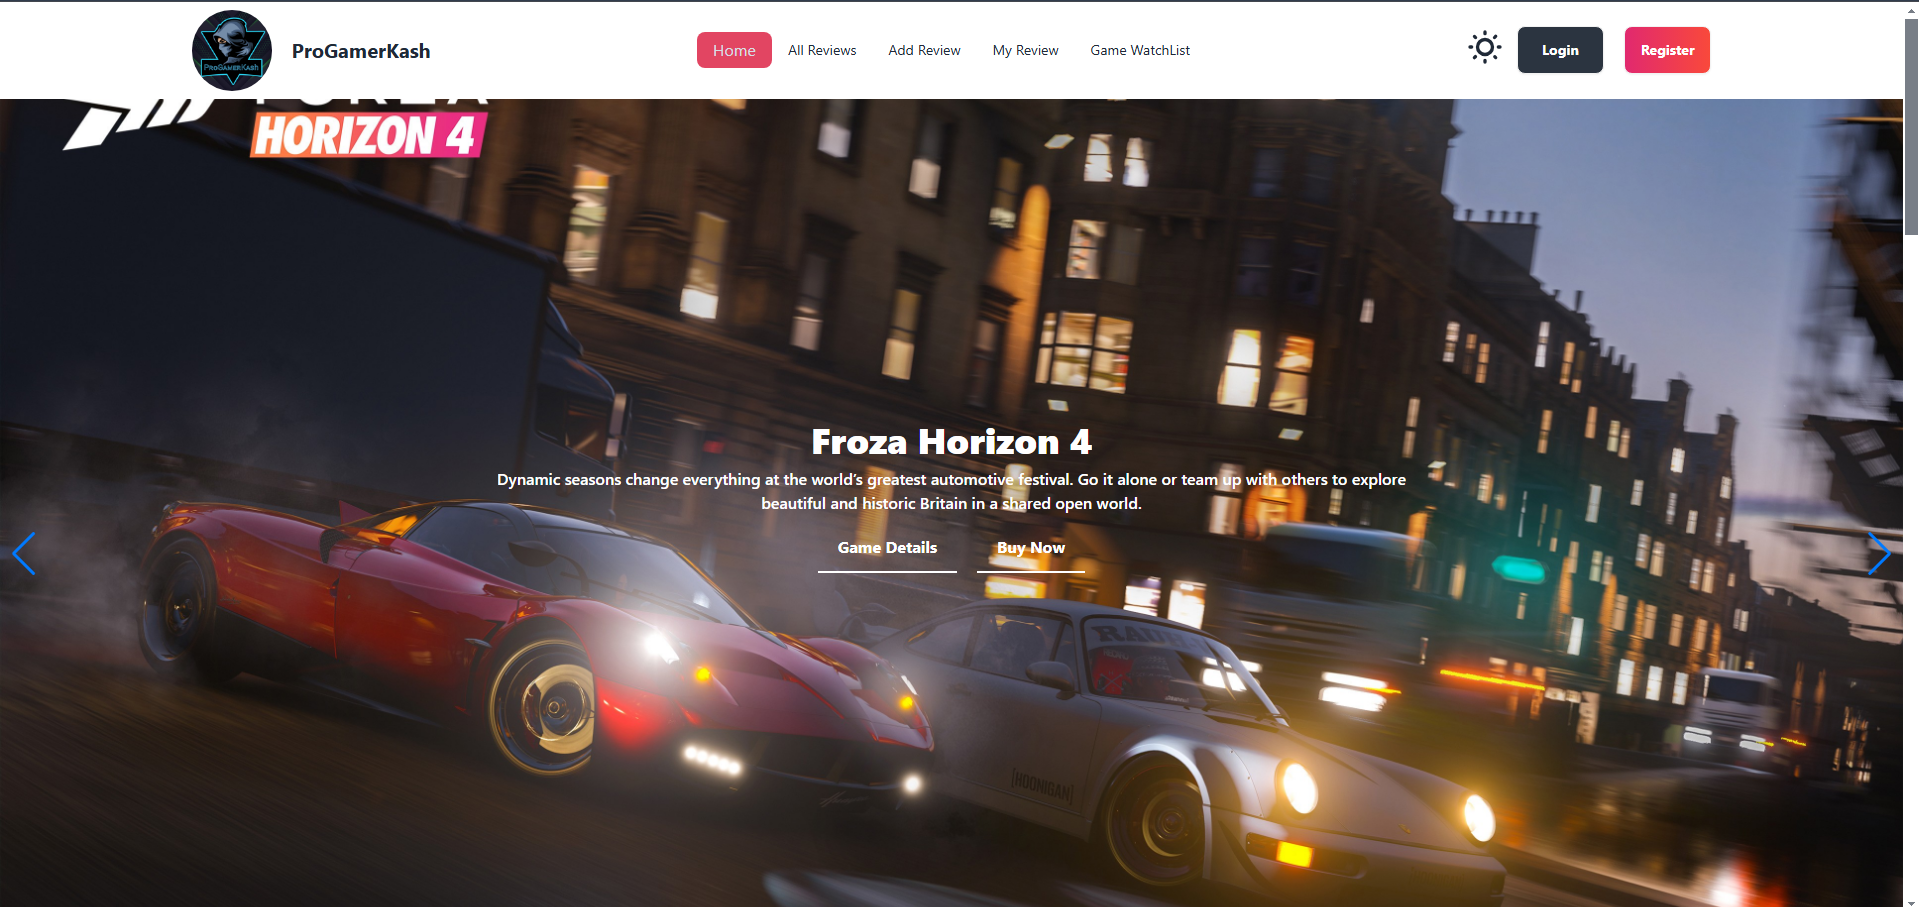 ProGamerKash
ProGamerKash
Home
All Reviews
Add Review
My Review
Game WatchList
Login
Register
FORZA
HORIZON 4
Froza Horizon 4
Dynamic seasons change everything at the world's greatest automotive festival. Go it alone or team up with others to explore
beautiful and historic Britain in a shared open world.
Game Details
Buy Now
[HOONIGAN]